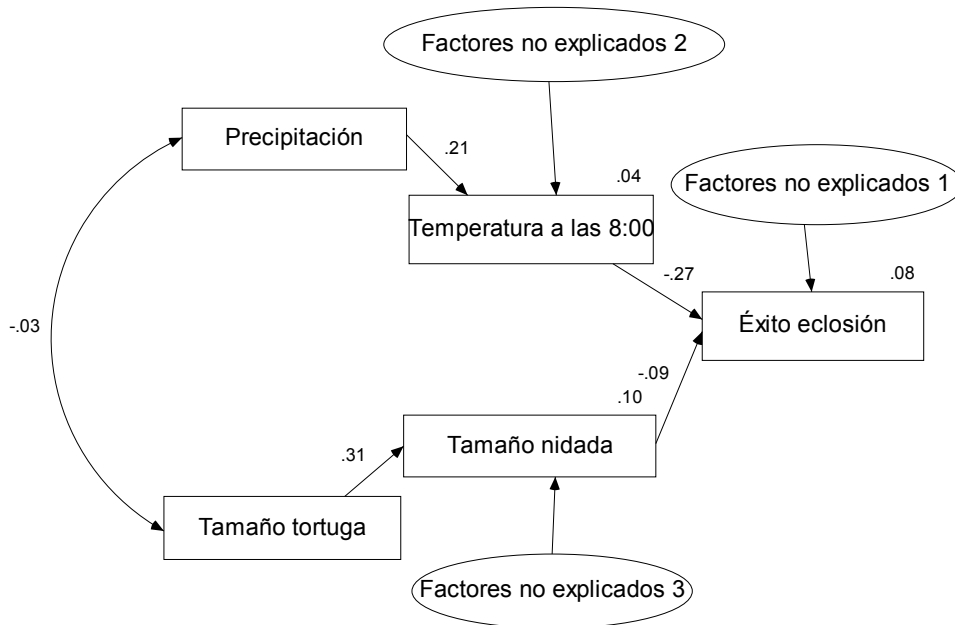 Factores no explicados 2
Precipitación
.21
.04
Factores no explicados 1
Temperatura a las 8:00
-.27
.08
Éxito eclosión
-.03
-.09
.10
.31
Tamaño nidada
Tamaño tortuga
Factores no explicados 3